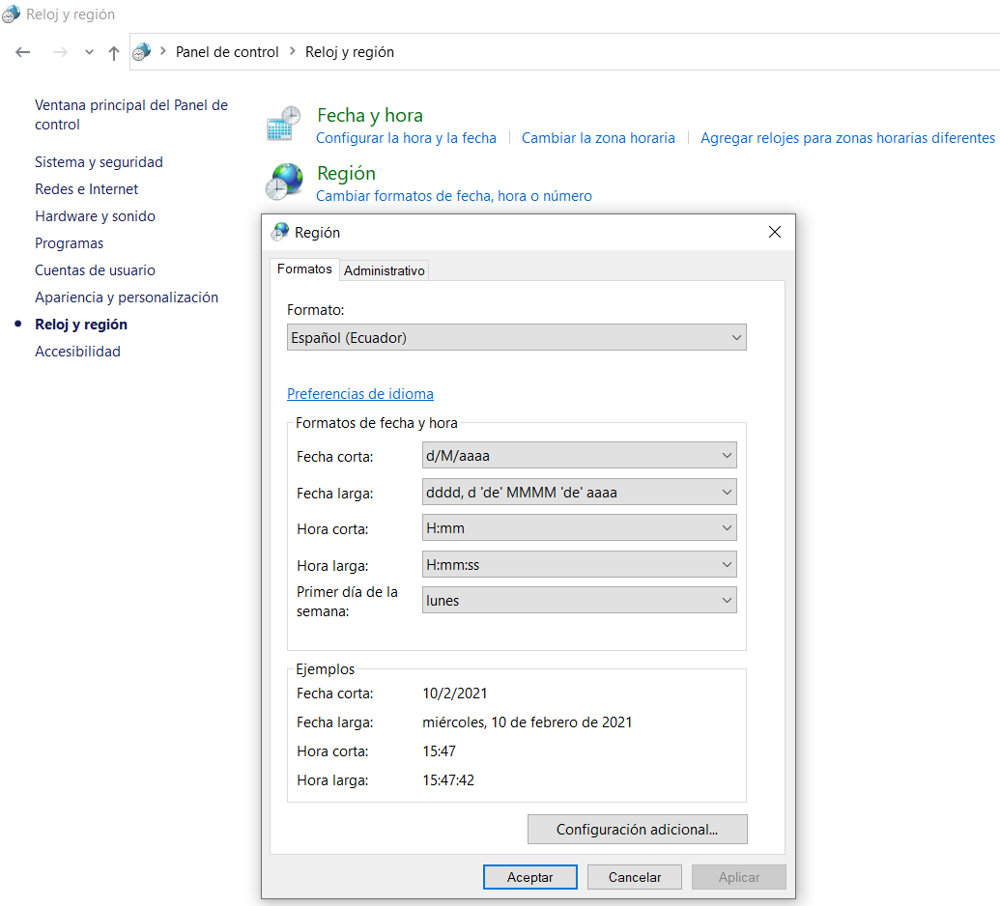 Reloj y región
Panel de control > Reloj y región
Ventana principal del Panel de
control
Sistema y seguridad
Redes e Internet
Hardware y sonido
Programas
Cuentas de usuario
Apariencia y personalización
Reloj y región
Accesibilidad
Fecha y hora
Configurar la hora y la fecha | Cambiar la zona horaria | Agregar relojes para zonas horarias diferentes
Región
Cambiar formatos de fecha, hora o número
Región
Formatos Administrativo
Formato:
Español (Ecuador)
Preferencias de idioma
Formatos de fecha y hora
Fecha corta: d/M/aaaa
Fecha larga: dddd, d 'de' MMMM 'de' aaaa
Hora corta: H:mm
Hora larga: H:mm:ss
Primer día de la
semana: lunes
Ejemplos
Fecha corta: 10/2/2021
Fecha larga: miércoles, 10 de febrero de 2021
Hora corta: 15:47
Hora larga: 15:47:42
Configuración adicional...
Aceptar Cancelar Aplicar